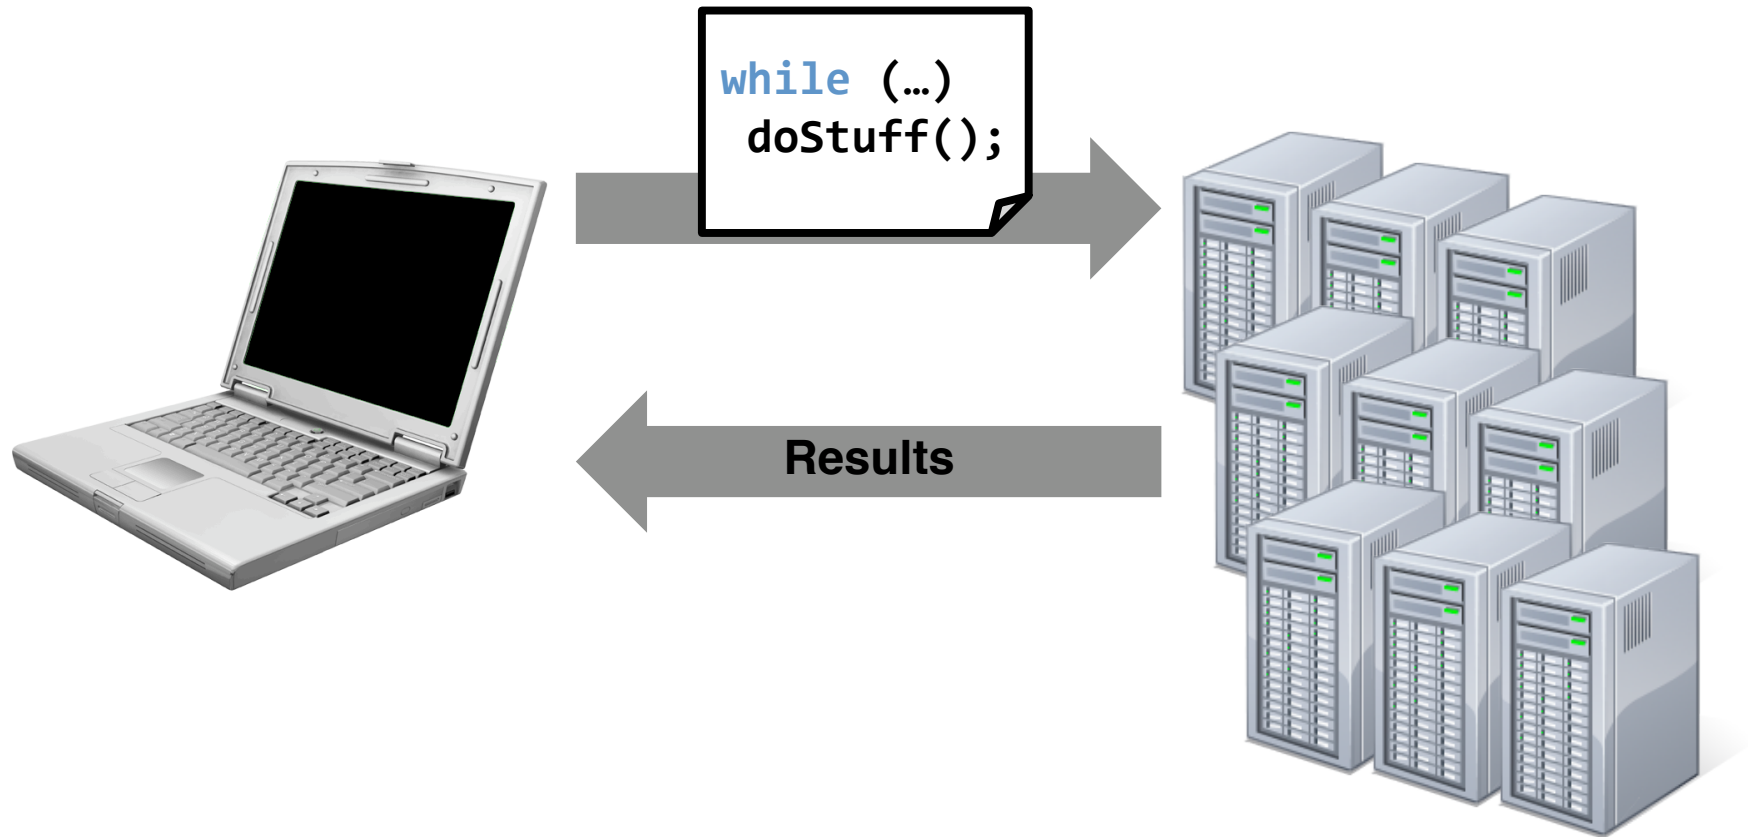 while (…)
doStuff();
Results